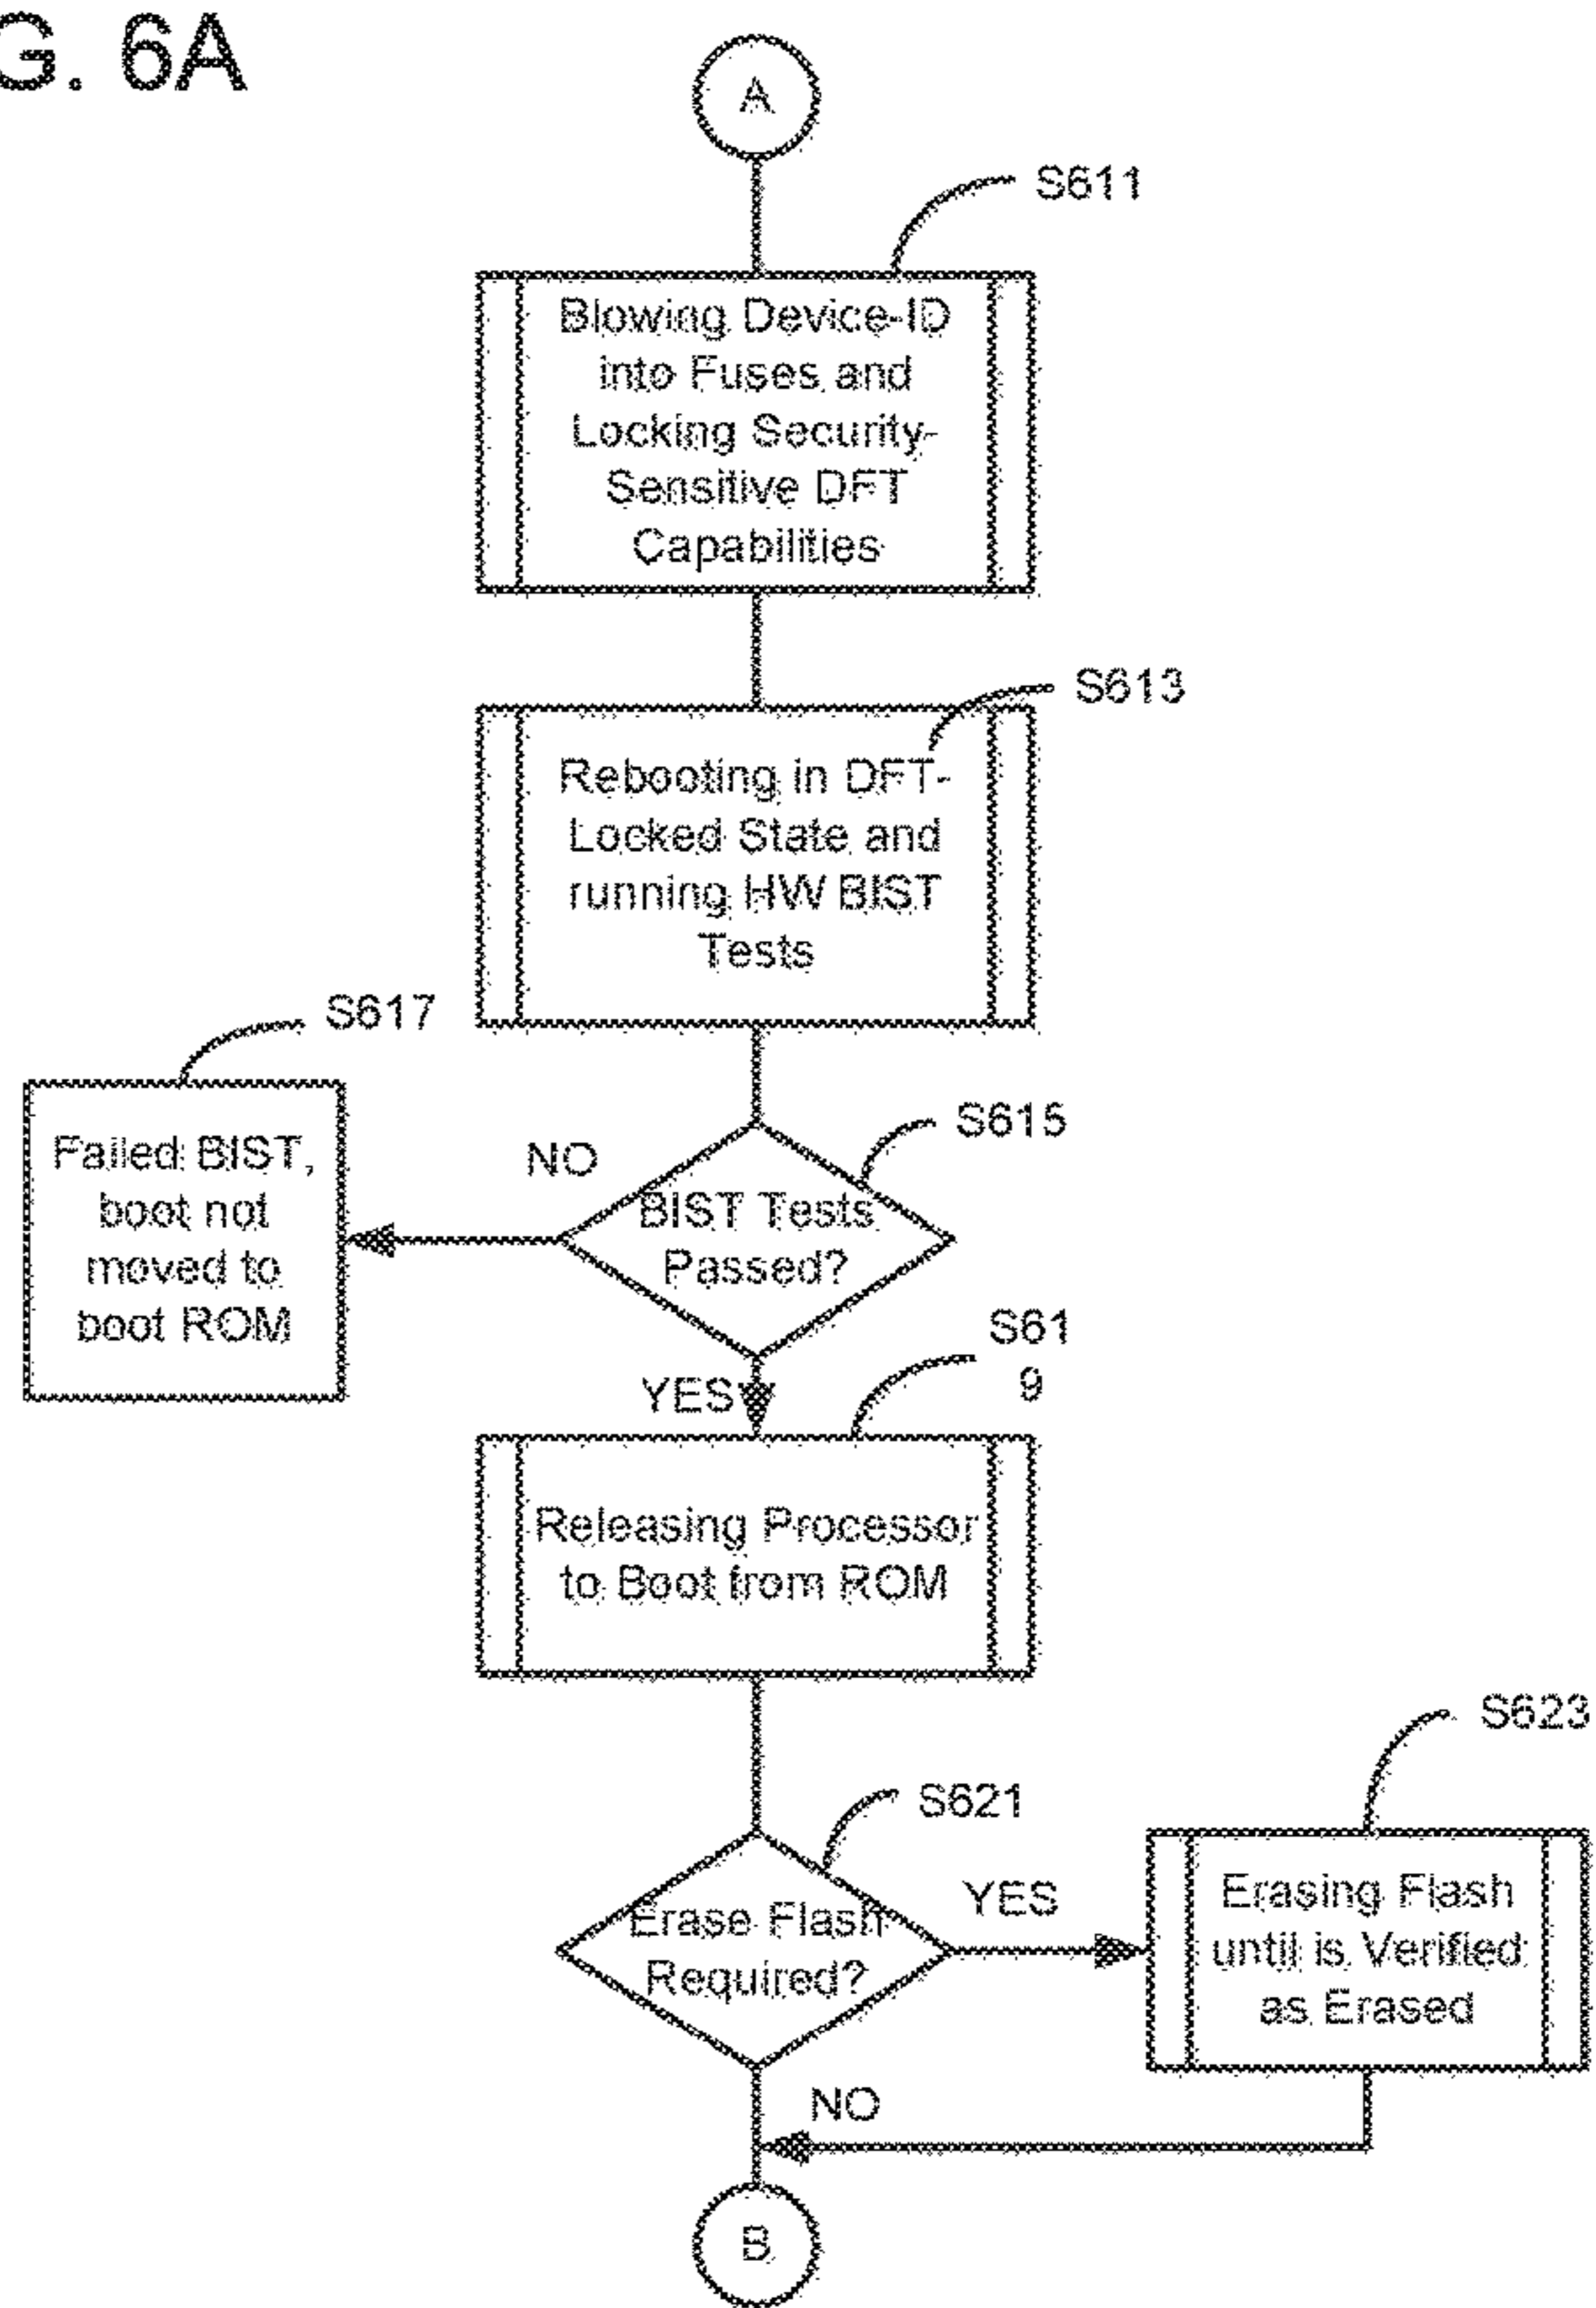 G. 6A
A
S611
Blowing Device-ID
into Fuses and
Locking Security-
Sensitive DFT
Capabilities
S613
Rebooting in DFT-
Locked State and
running HW BIST
Tests
S617
Failed BIST,
boot not
moved to
boot ROM
NO
S615
BIST Tests
Passed?
YES
S61
9
Releasing Processor
to Boot from ROM
S621
Erase Flash
Required?
YES
S623
Erasing Flash
until is Verified
as Erased
NO
B